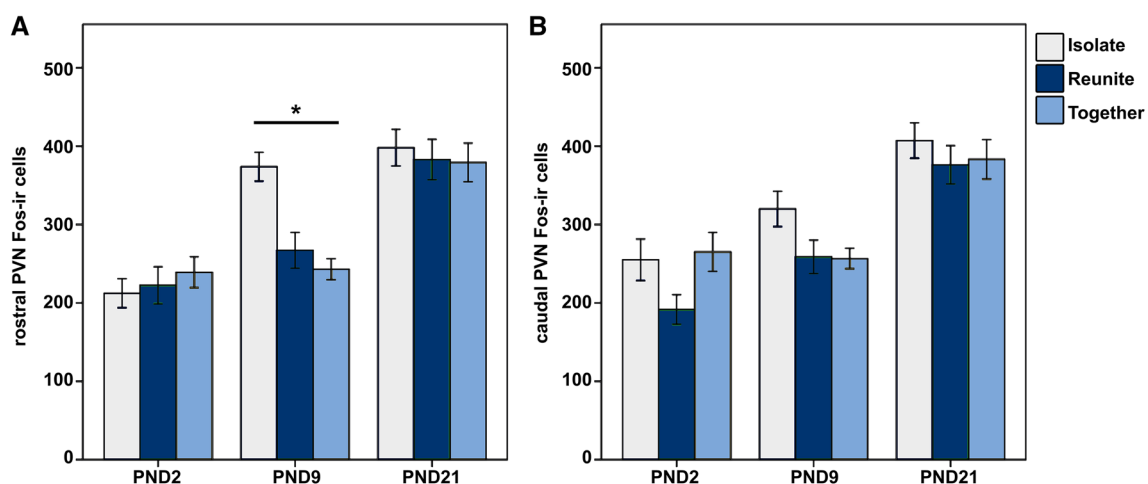 A
rostral PVN Fos-ir cells
500
400
300
200
100
0
*
PND2
PND9
PND21
B
caudal PVN Fos-ir cells
500
400
300
200
100
0
PND2
PND9
PND21
Isolate
Reunite
Together